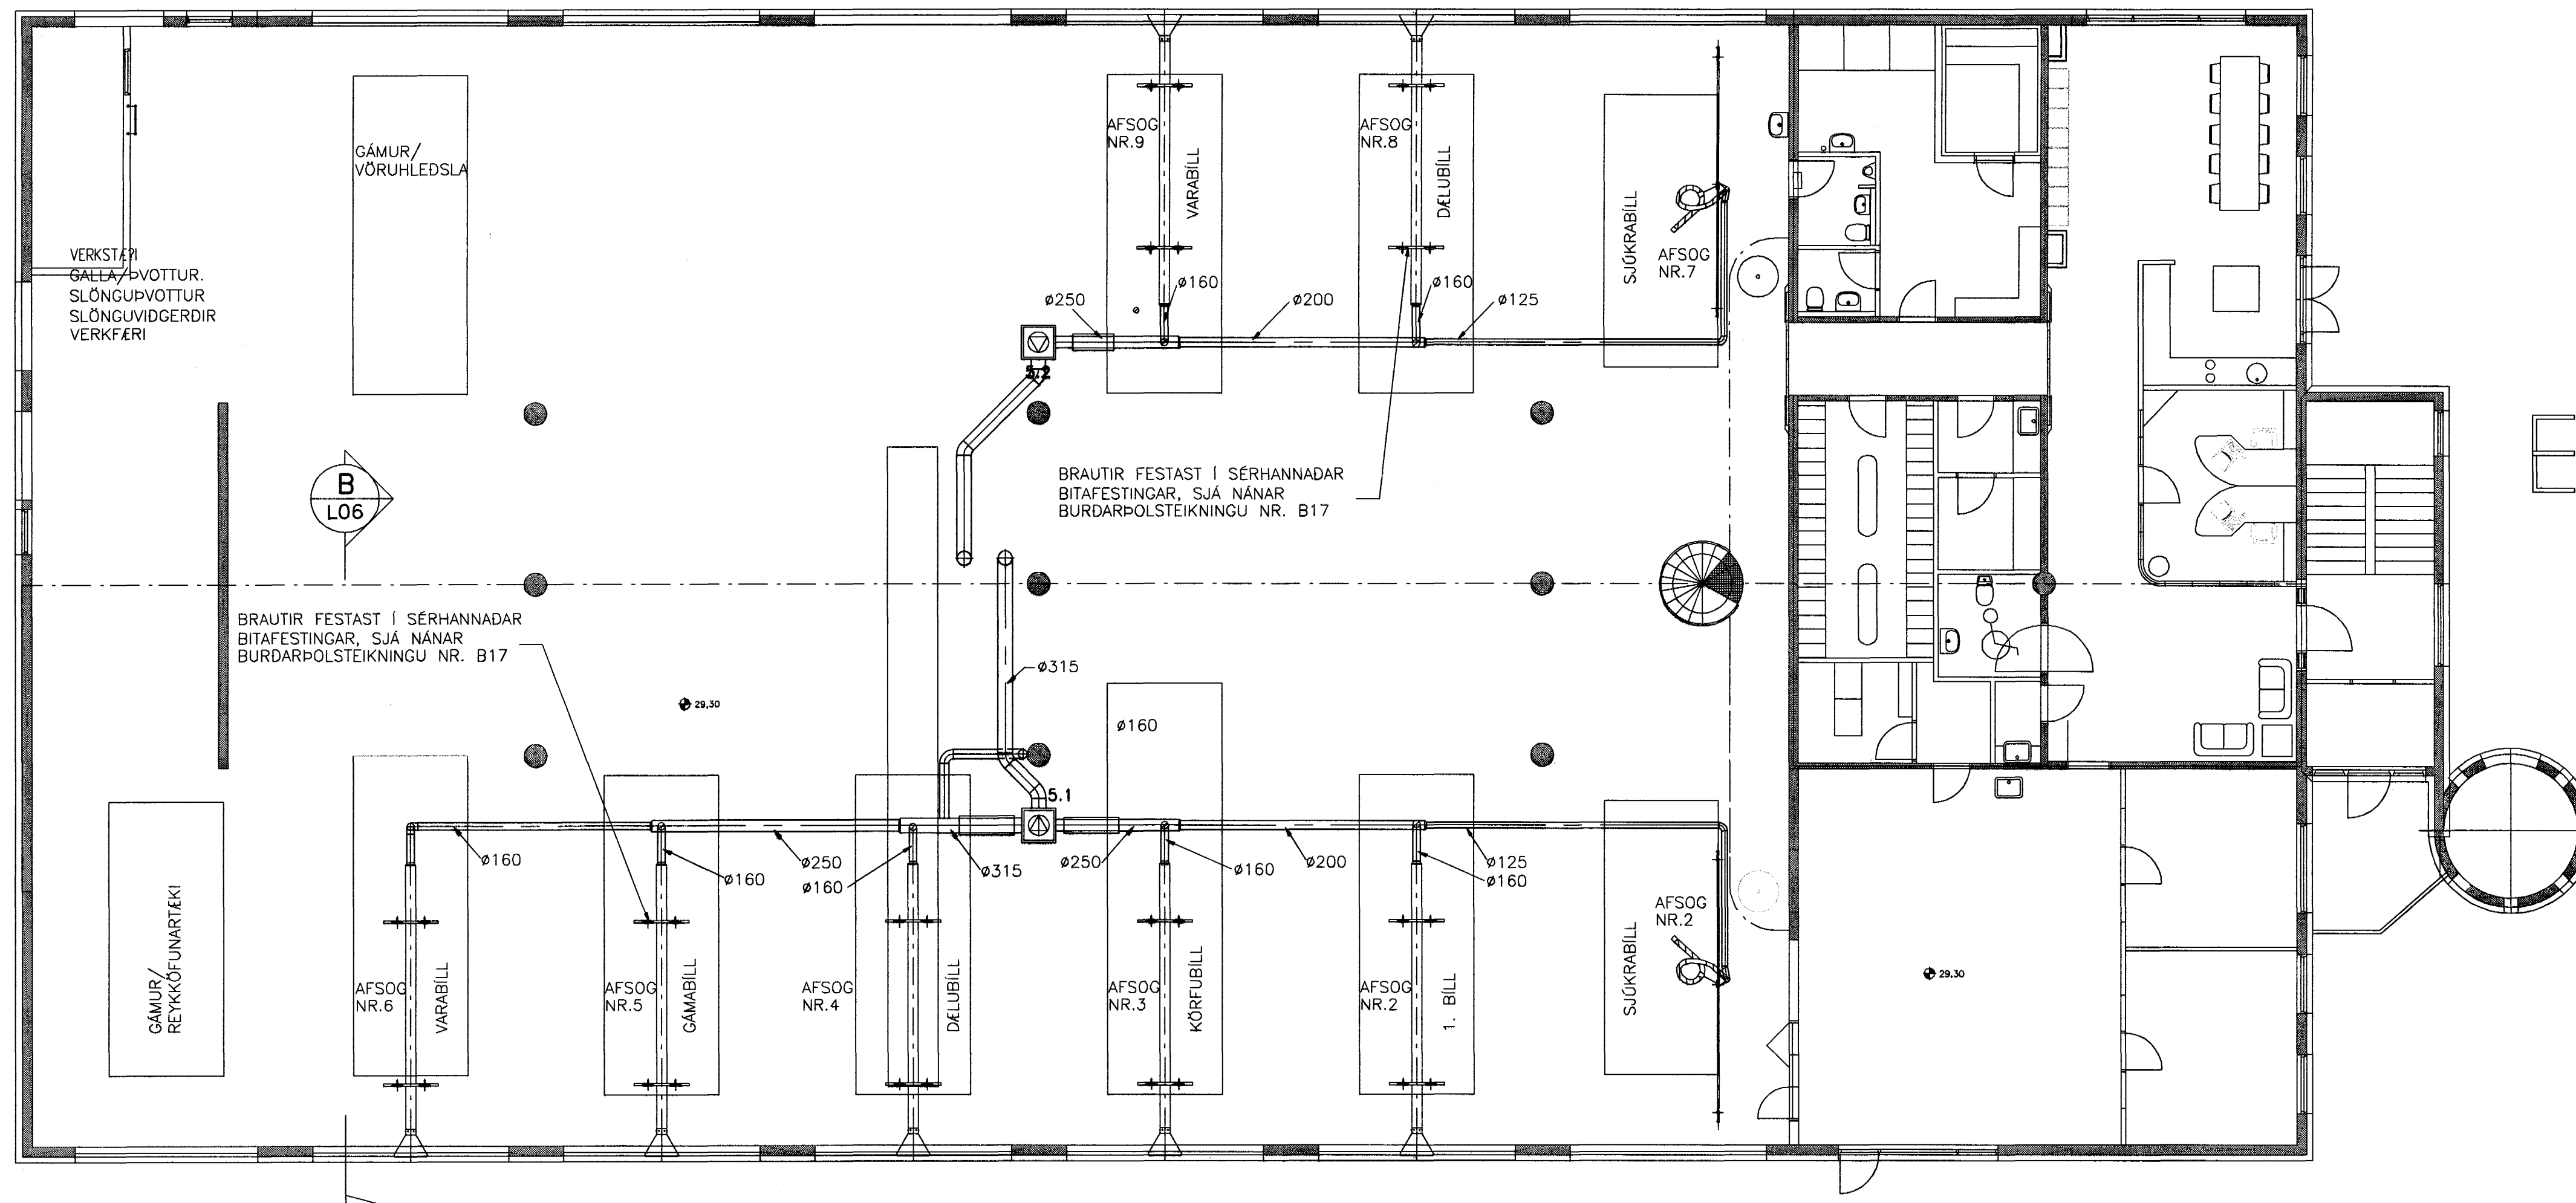 GÁMUR/
VÖRUHLEÐSLA
VERKSTÆ?I
GALLA/ÞVOTTUR.
SLÖNGUÞVOTTUR
SLÖNGUVIÐGERÐIR
VERKFÆRI
AFSOG
NR.9
VARABÍLL
AFSOG
NR.8
DÆLUBÍLL
SJÚKRABÍLL
AFSOG
NR.7
ø250
ø160
ø200
ø160
ø125
5.2
B
L06
BRAUTIR FESTAST Í SÉRHANNAÐAR
BITAFESTINGAR, SJÁ NÁNAR
BURÐARÞOLSTEIKNINGU NR. B17
BRAUTIR FESTAST Í SÉRHANNAÐAR
BITAFESTINGAR, SJÁ NÁNAR
BURÐARÞOLSTEIKNINGU NR. B17
29,30
ø315
ø160
5.1
ø160
ø160
ø250
ø160
ø315
ø250
ø160
ø200
ø125
ø160
GÁMUR/
REYKKÖFUNARTÆKI
AFSOG
NR.6
VARABÍLL
AFSOG
NR.5
GÁMABÍLL
AFSOG
NR.4
DÆLUBÍLL
AFSOG
NR.3
KÖRFUBÍLL
AFSOG
NR.2
1. BÍLL
SJÚKRABÍLL
AFSOG
NR.2
29,30